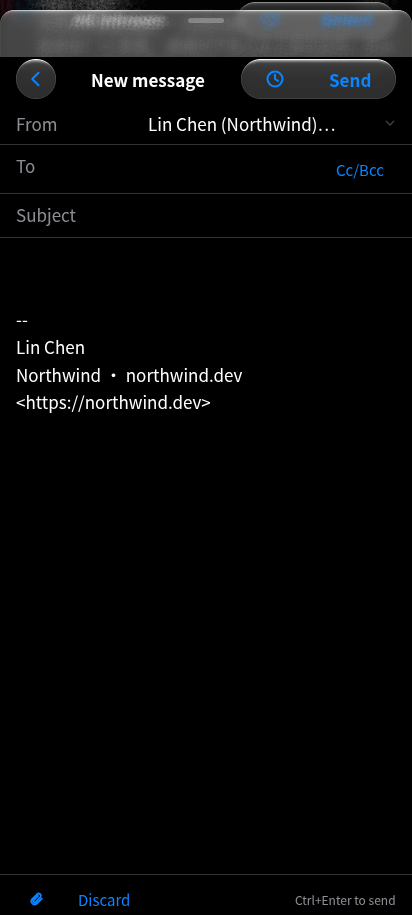 New message
Send
From
Lin Chen (Northwind)…
To
Cc/Bcc
Subject
--
Lin Chen
Northwind · northwind.dev
<https://northwind.dev>
Discard
Ctrl+Enter to send